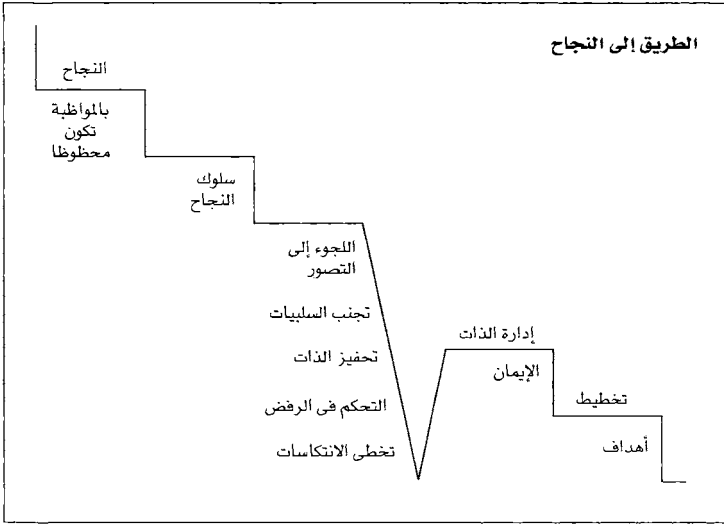 الطريق إلى النجاح
النجاح
بالمواظبة
تكون
محظوظا
سلوك
النجاح
اللجوء إلى
التصور
تجنب السلبيات
تحفيز الذات
التحكم فى الرفض
تخطى الانتكاسات
إدارة الذات
الإيمان
تخطيط
أهداف